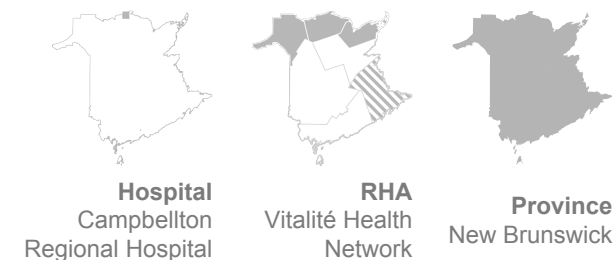 Hospital
Campbellton
Regional Hospital
RHA
Vitalité Health
Network
Province
New Brunswick